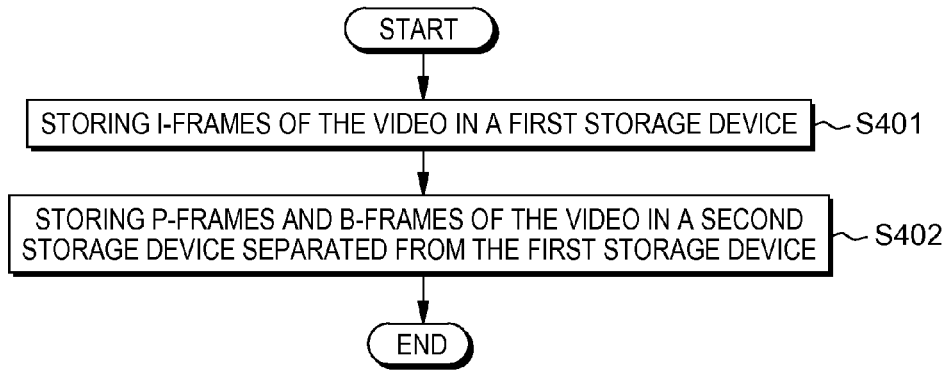 START
STORING I-FRAMES OF THE VIDEO IN A FIRST STORAGE DEVICE
S401
STORING P-FRAMES AND B-FRAMES OF THE VIDEO IN A SECOND
STORAGE DEVICE SEPARATED FROM THE FIRST STORAGE DEVICE
S402
END